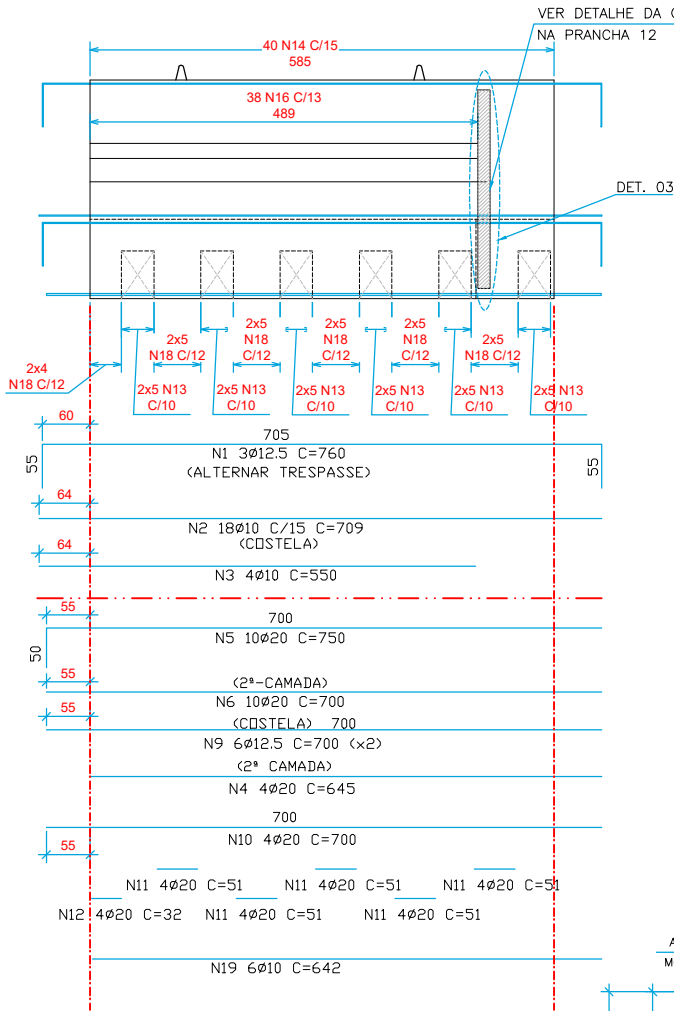 VER DETALHE DA
NA PRANCHA 12
40 N14 C/15
585
38 N16 C/13
489
DET. 03
2x4
N18 C/12
2x5
N18 C/12
2x5
N18
C/12
2x5
N18
C/12
2x5
N18
C/12
2x5
N18 C/12
2x5 N13
C/10
2x5 N13
C/10
2x5 N13
C/10
2x5 N13
C/10
2x5 N13
C/10
2x5 N13
C/10
60
705
55
N1 3Ø12.5 C=760
55
(ALTERNAR TRESPASSE)
64
N2 18Ø10 C/15 C=709
(COSTELA)
64
N3 4Ø10 C=550
55
700
50
N5 10Ø20 C=750
55
(2ª-CAMADA)
N6 10Ø20 C=700
55
(COSTELA) 700
N9 6Ø12.5 C=700 (x2)
(2ª CAMADA)
N4 4Ø20 C=645
700
N10 4Ø20 C=700
55
N11 4Ø20 C=51
N11 4Ø20 C=51
N11 4Ø20 C=51
N12 4Ø20 C=32
N11 4Ø20 C=51
N11 4Ø20 C=51
N19 6Ø10 C=642